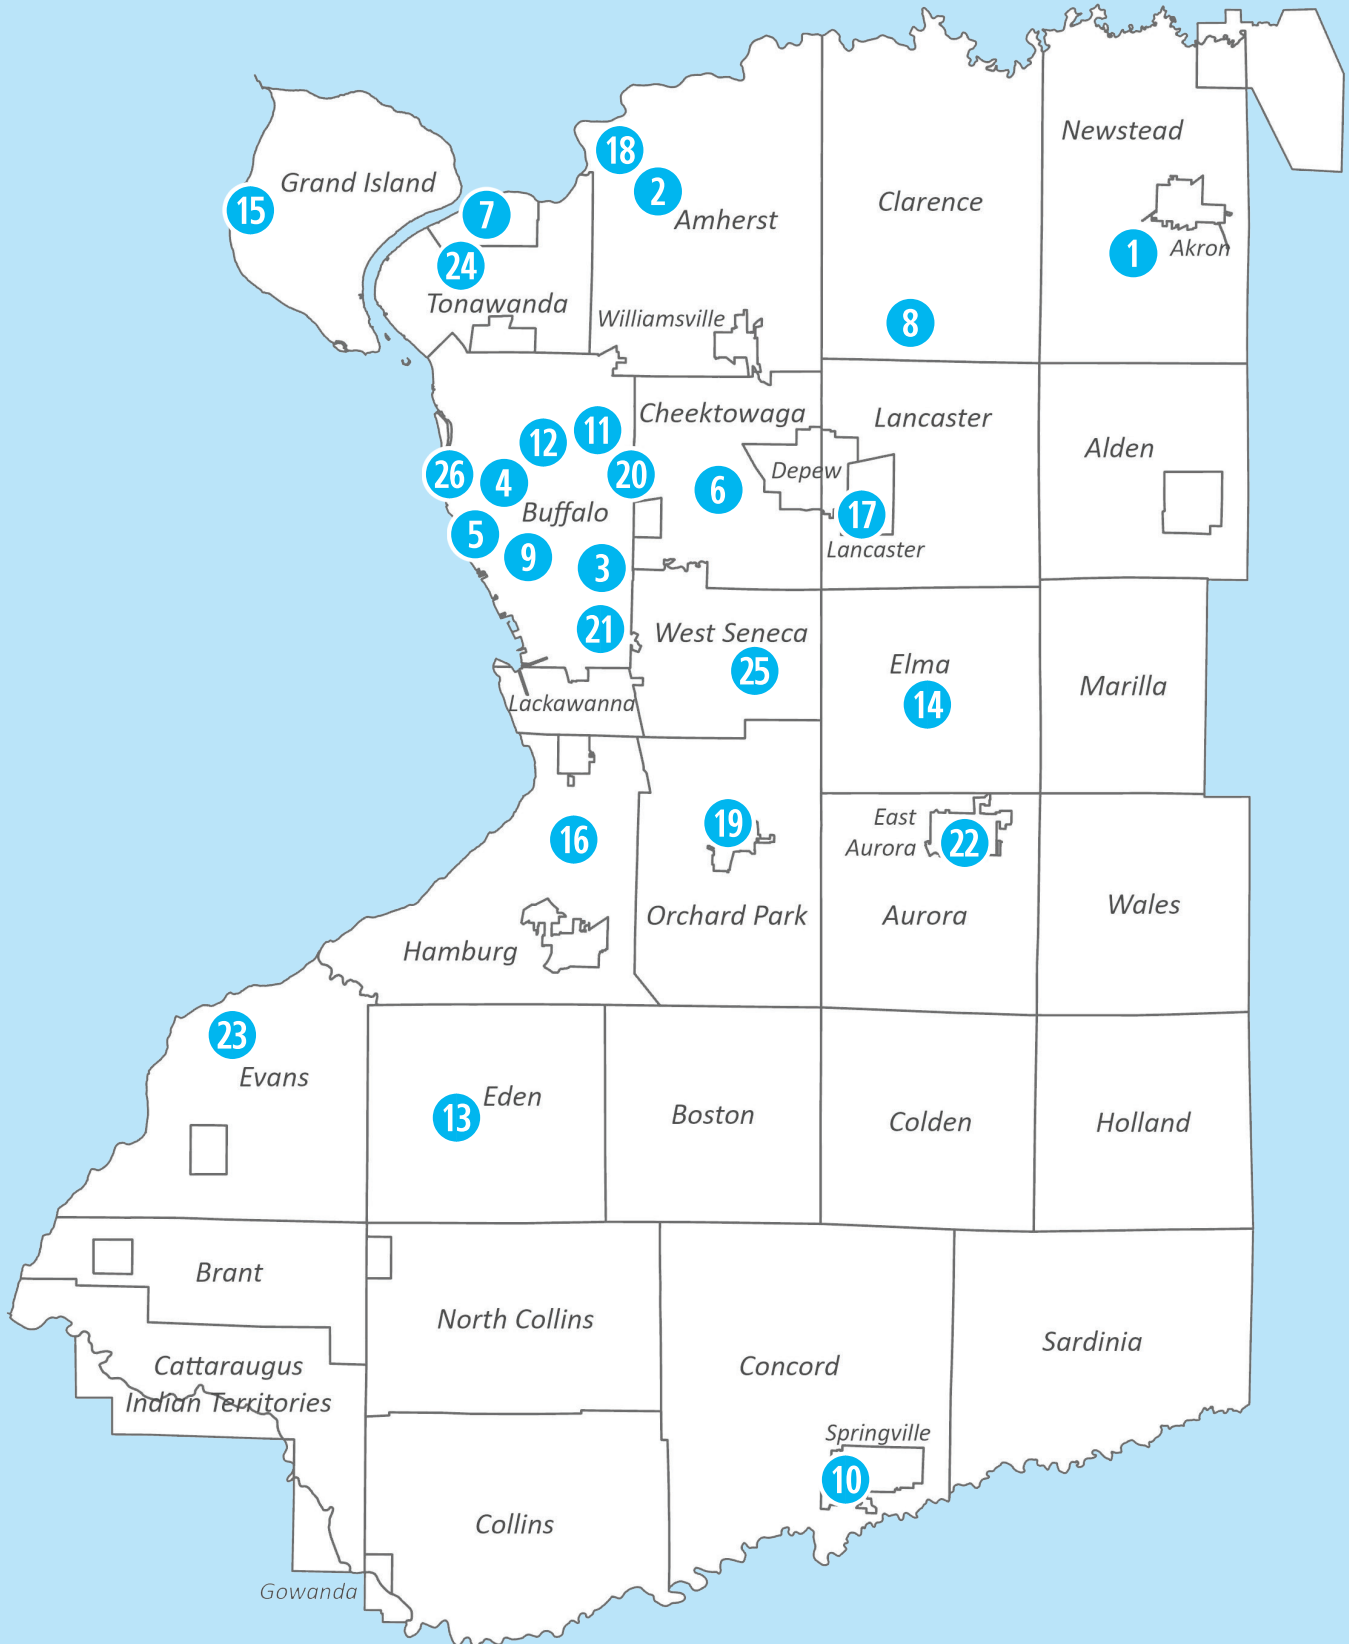 Newstead
18
Grand Island
2
15
Clarence
7
Amherst
1
Akron
24
Tonawanda
Williamsville
8
Cheektowaga
Lancaster
12
11
Alden
26
4
20
6
Depew
Buffalo
17
5
Lancaster
9
3
21
West Seneca
25
Elma
Marilla
14
Lackawanna
East
Aurora
19
16
22
Wales
Orchard Park
Aurora
Hamburg
23
Evans
Eden
13
Boston
Colden
Holland
Brant
North Collins
Sardinia
Cattaraugus
Indian Territories
Concord
Springville
10
Collins
Gowanda